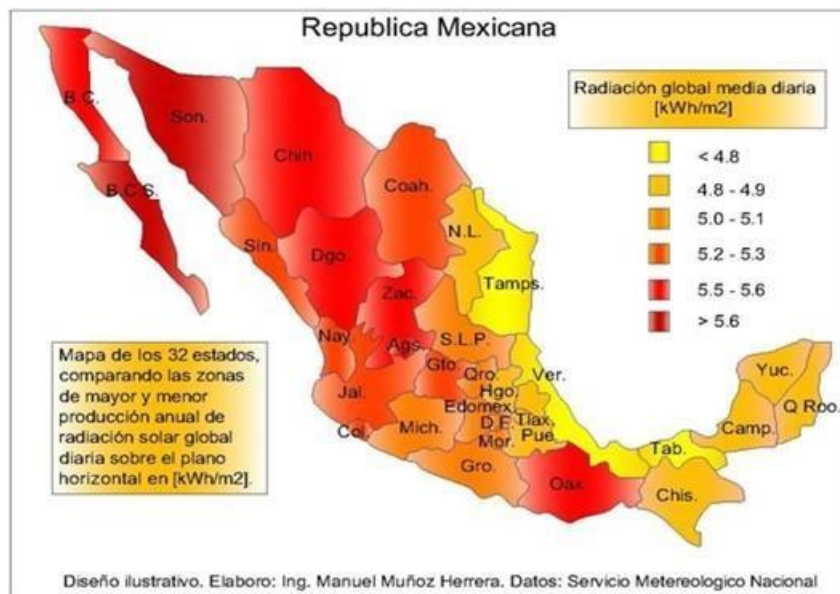 Republica Mexicana
Radiación global media diaria
[kWh/m2]
< 4.8
4.8 - 4.9
5.0 - 5.1
5.2 - 5.3
5.5 - 5.6
> 5.6
B.C.
Son.
Chih.
B.C.S.
Coah.
Sin.
Dgo.
N.L.
Tamps.
Zac.
Nay.
Ags.
S.L.P.
Gto.
Qro.
Ver.
Hgo.
Jal.
Edomex.
Tlax.
D.F.
Col.
Mich.
Mor.
Pue.
Gro.
Oax.
Tab.
Chis.
Yuc.
Q Roo.
Camp.
Mapa de los 32 estados,
comparando las zonas
de mayor y menor
producción anual de
radiación solar global
diaria sobre el plano
horizontal en [kWh/m2].
Diseño ilustrativo. Elaboro: Ing. Manuel Muñoz Herrera. Datos: Servicio Metereologico Nacional